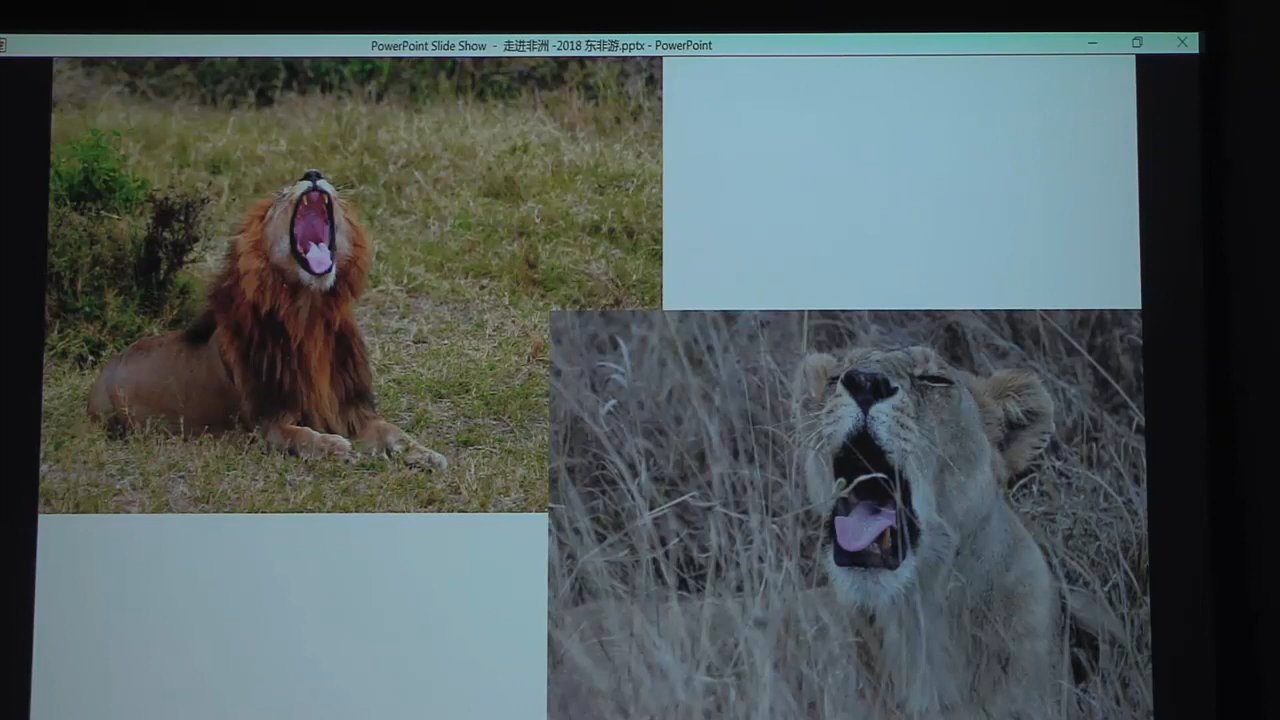 PowerPoint Slide Show - 走进非洲 -2018 东非游.pptx - PowerPoint